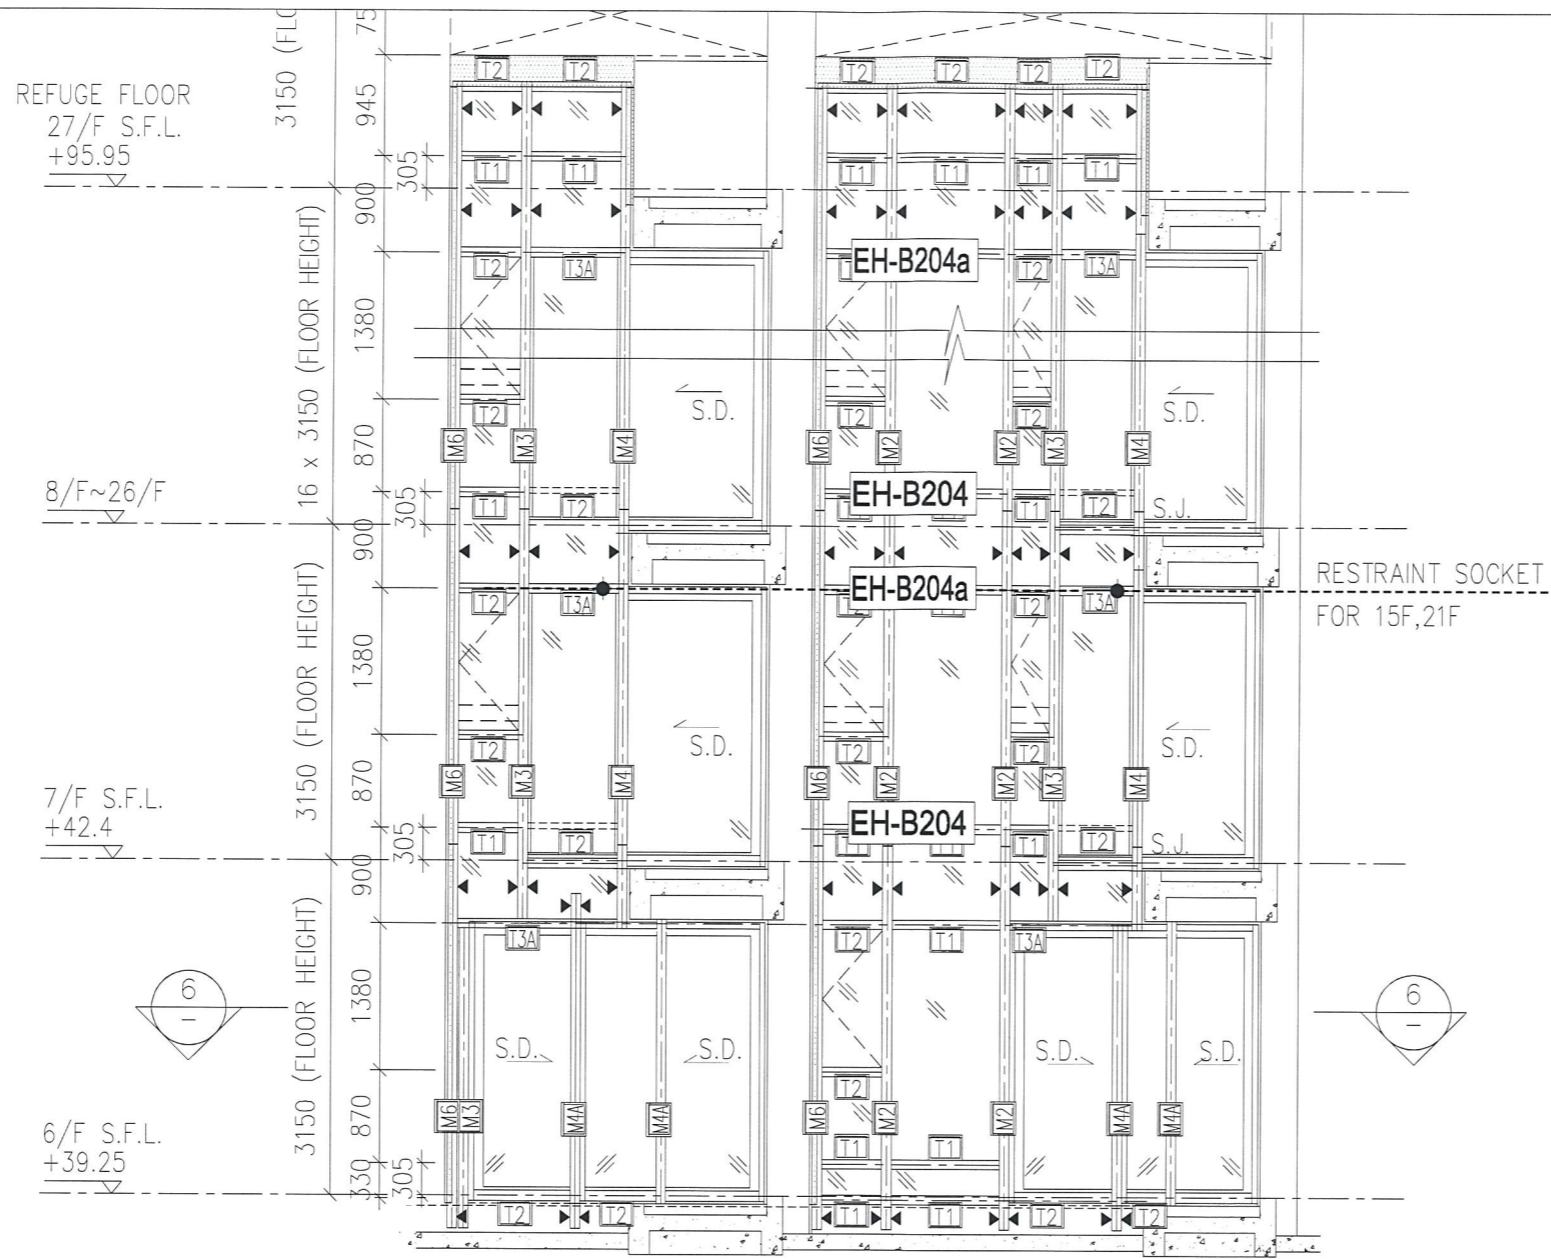 3150 (FLO
75
T2 T2 T2 T2 T2 T2
REFUGE FLOOR
27/F S.F.L.
+95.95
945
305
T1 T1 T1 T1 T1 T1
900
T2 T3A EH-B204a T2 T3A
16 x 3150 (FLOOR HEIGHT)
1380
S.D. S.D.
T2 T2 T2
870
M6 M3 M4 M6 M2 M2 M3 M4
8/F~26/F
305
T1 T2 EH-B204 T1 T2 S.J.
900
RESTRAINT SOCKET
FOR 15F,21F
T2 T3A EH-B204a T2 T3A
3150 (FLOOR HEIGHT)
1380
S.D. S.D.
T2 T2 T2
870
M6 M3 M4 M6 M2 M2 M3 M4
7/F S.F.L.
+42.4
305
T1 T2 EH-B204 T1 T2 S.J.
900
T3A T2 T1 T3A
3150 (FLOOR HEIGHT)
1380
6
–
6
–
S.D. S.D. S.D. S.D.
T2
870
M6 M3 M4A M4A M6 M2 M2 M4A M4A
6/F S.F.L.
+39.25
T1 T1
330
305
T2 T2 T1 T1 T2 T2